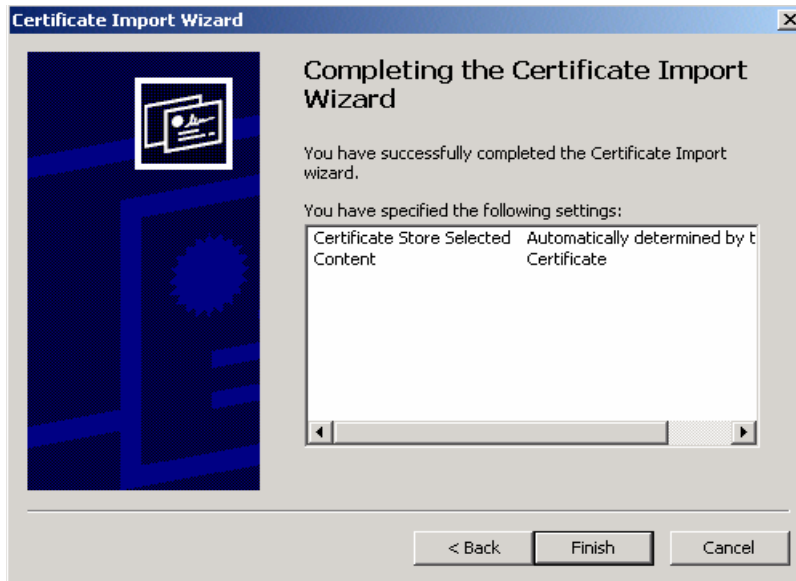 Certificate Import Wizard
Completing the Certificate Import
Wizard
You have successfully completed the Certificate Import
wizard.
You have specified the following settings:
Certificate Store Selected Automatically determined by t
Content Certificate
< Back Finish Cancel